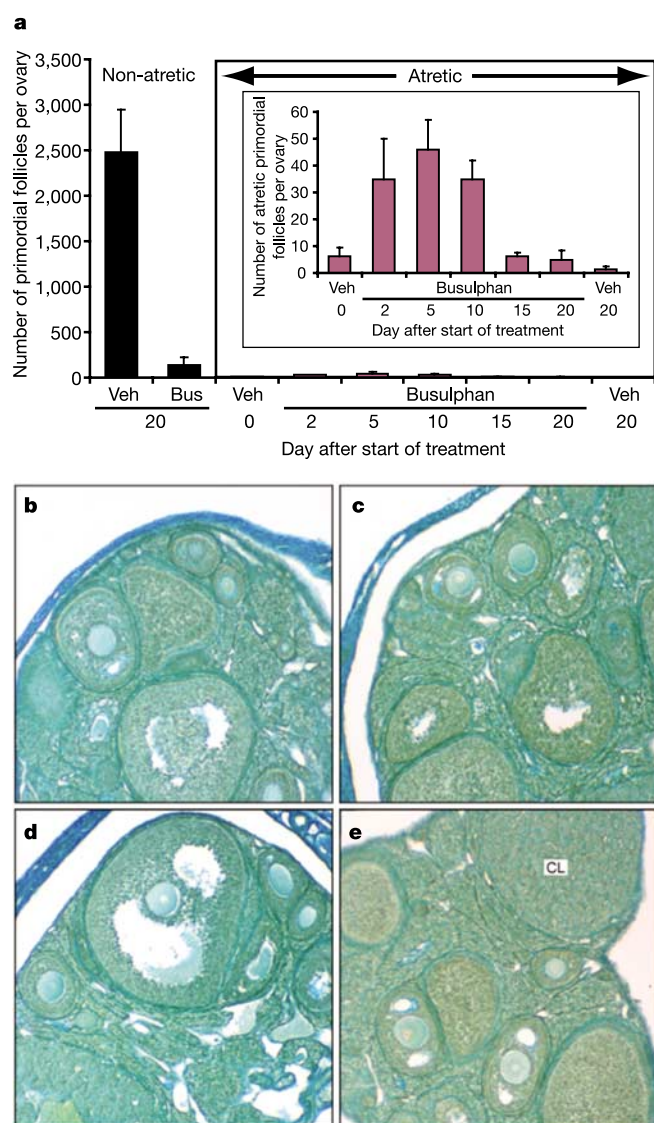 a
3,500
3,000
2,500
2,000
1,500
1,000
500
0
Number of primordial follicles per ovary
Non-atretic
Atretic
60
50
40
30
20
10
0
Number of atretic primordial
follicles per ovary
Veh Busulphan Veh
0 2 5 10 15 20 20
Day after start of treatment
Veh Bus Veh Busulphan Veh
20 0 2 5 10 15 20 20
Day after start of treatment
b
c
d
e
CL